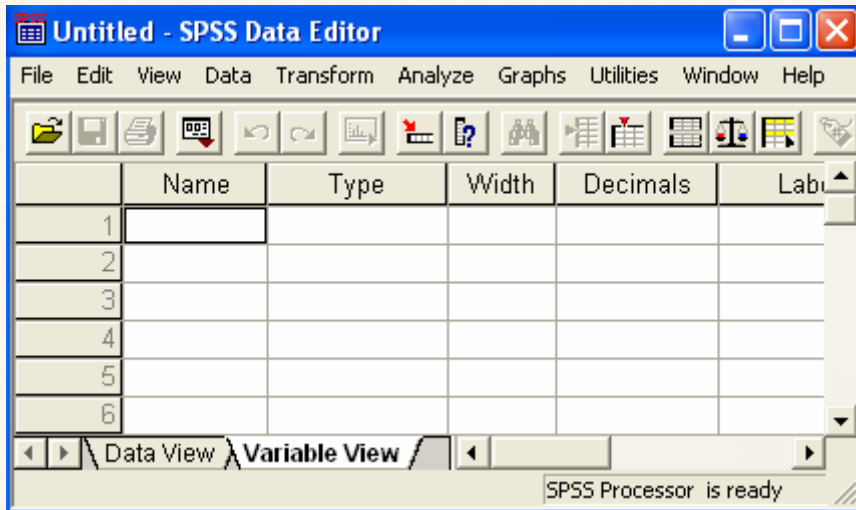 Untitled - SPSS Data Editor
File Edit View Data Transform Analyze Graphs Utilities Window Help
Name Type Width Decimals Labe
1
2
3
4
5
6
Data View Variable View
SPSS Processor is ready